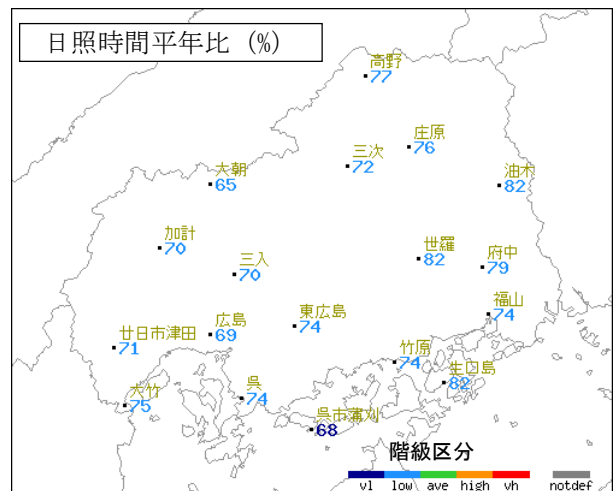 日照時間平年比 (%)
高野
77
庄原
76
三次
72
大朝
65
油木
82
加計
70
世羅
82
府中
79
三入
70
福山
74
東広島
74
広島
69
廿日市津田
71
竹原
74
生口島
82
大竹
75
呉
74
呉市蒲刈
68
階級区分
vl low ave high vh notdef